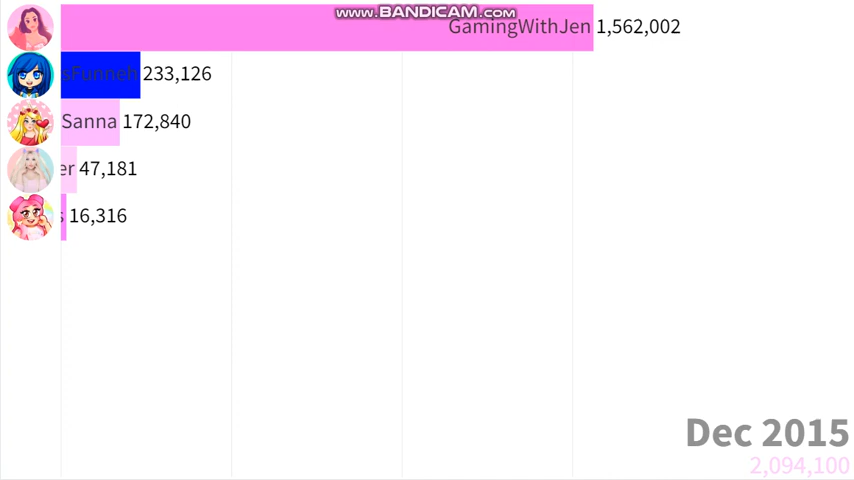 www.BANDICAM.com
GamingWithJen 1,562,002
sFunneh 233,126
Sanna 172,840
er 47,181
s 16,316
Dec 2015
2,094,100